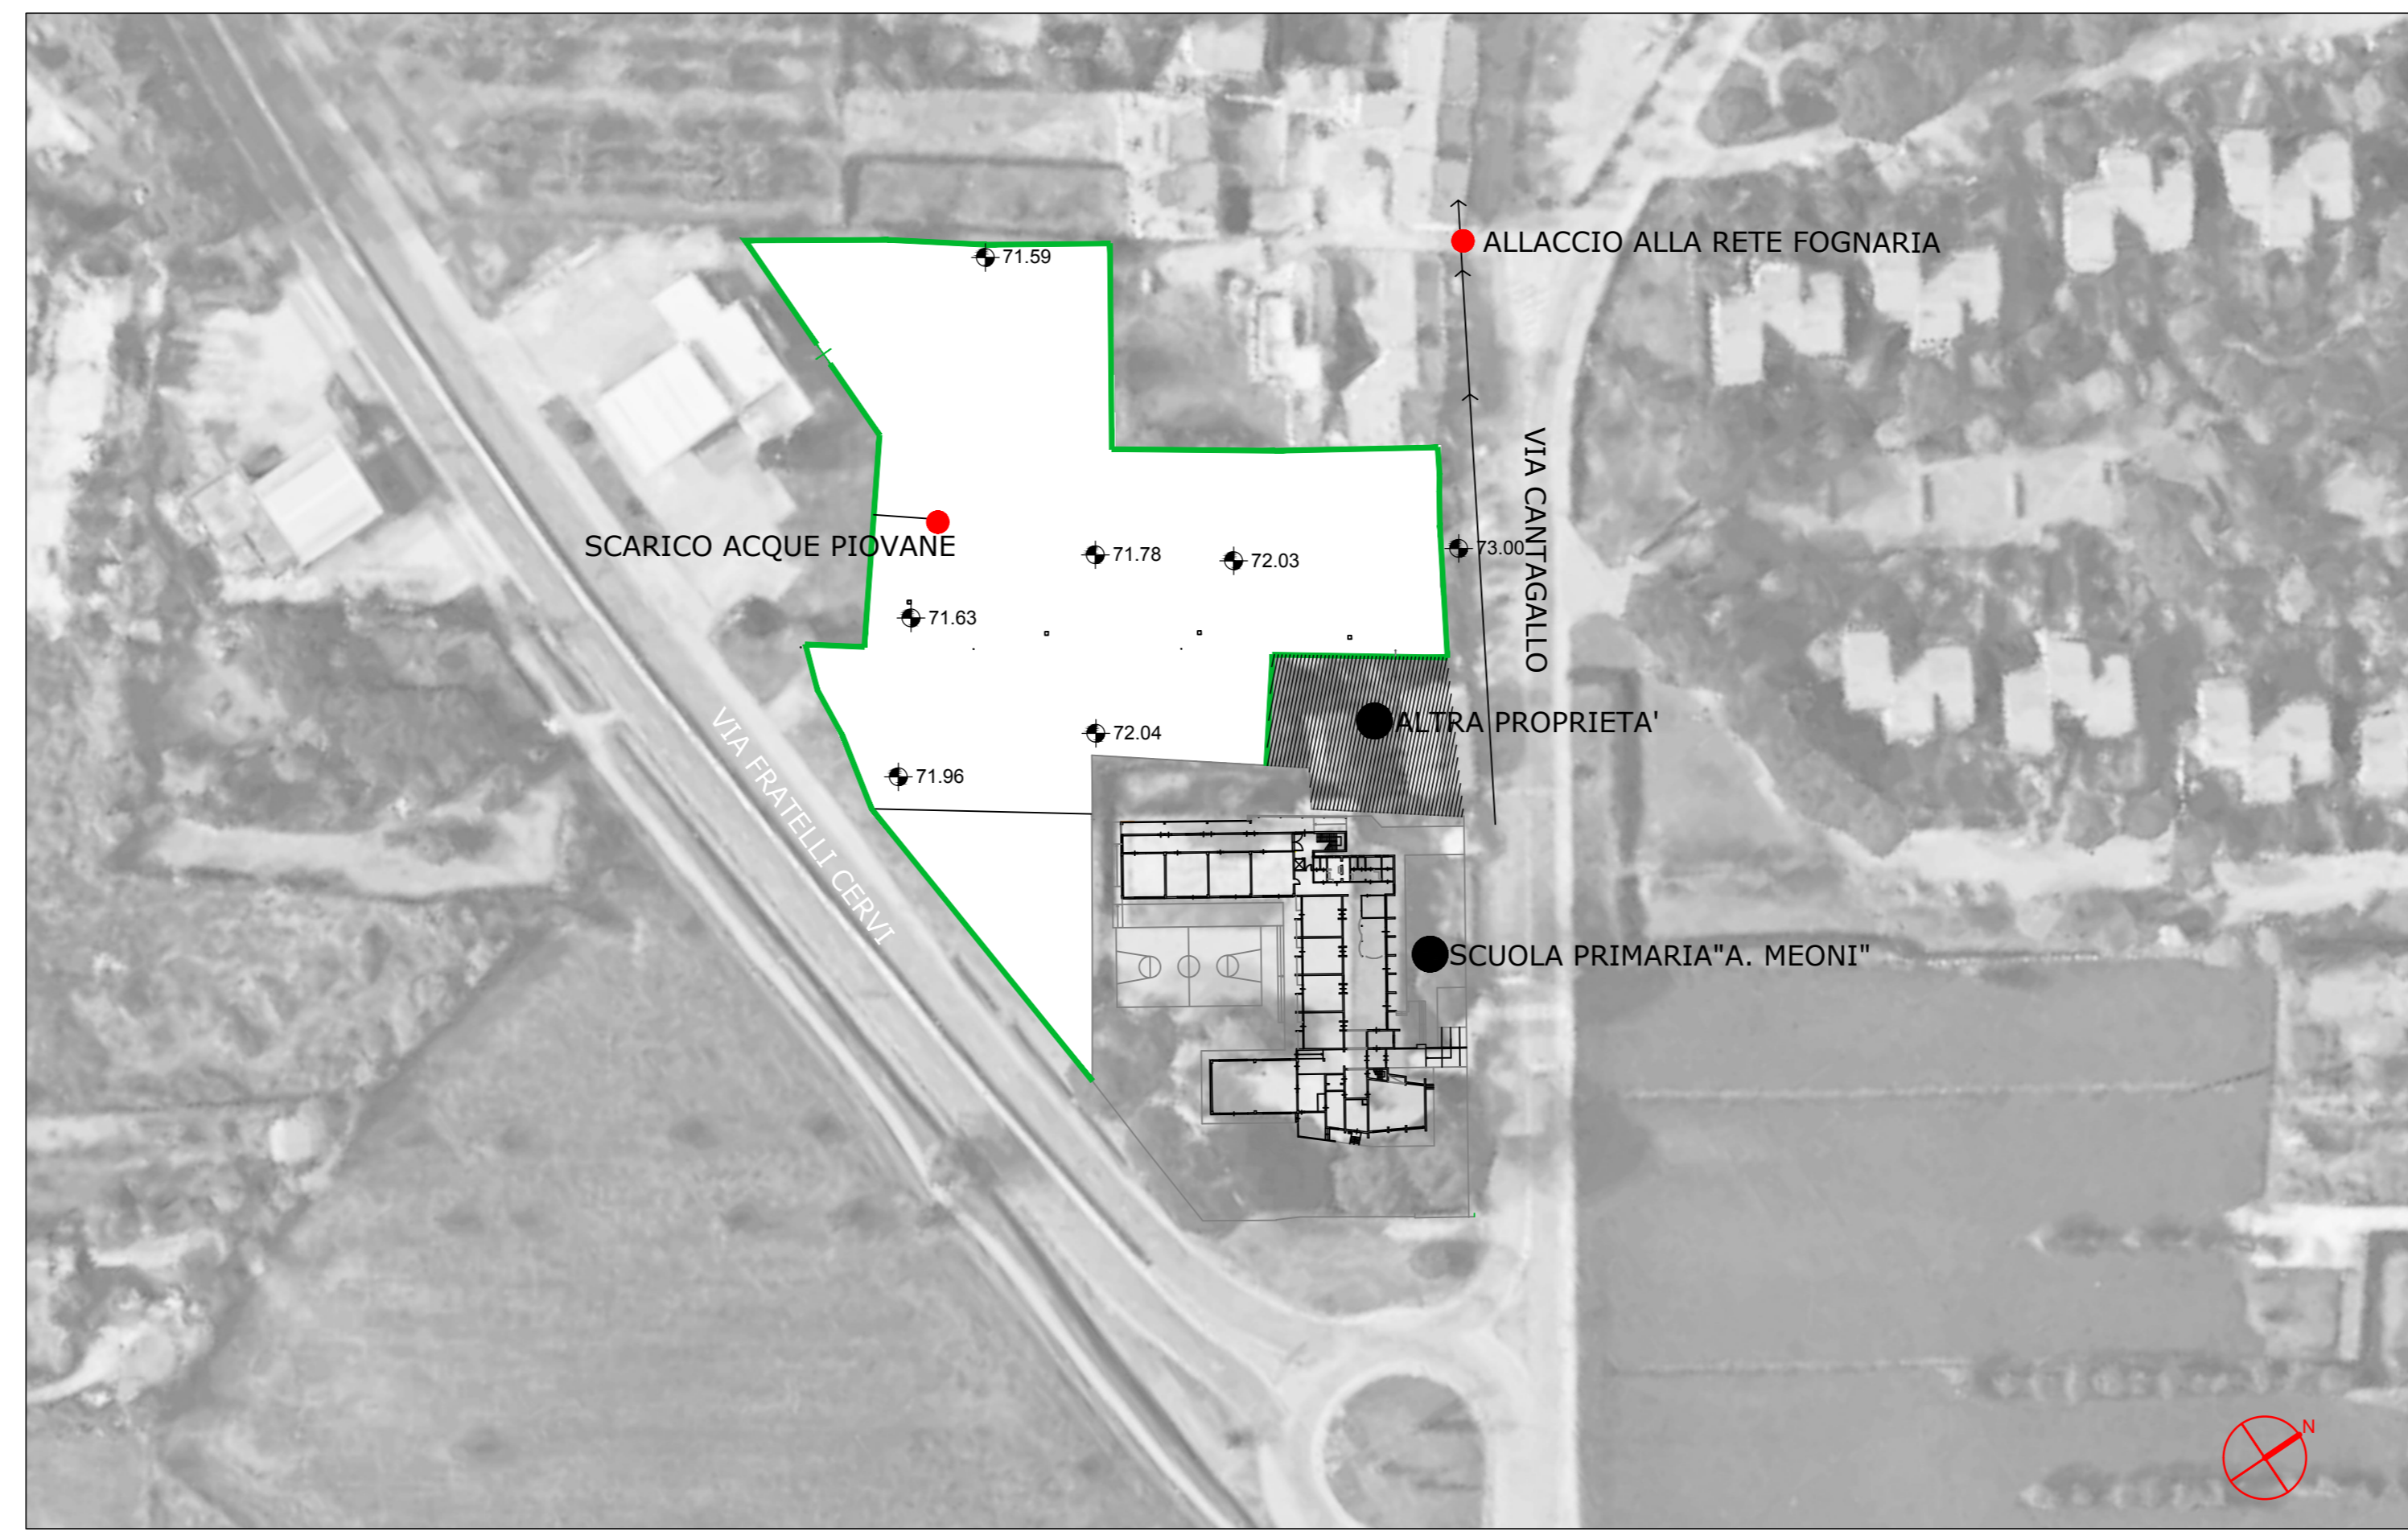 ALLACCIO ALLA RETE FOGNARIA
71.59
VIA CANTAGALLO
SCARICO ACQUE PIOVANE
71.78
72.03
73.00
71.63
ALTRA PROPRIETA'
72.04
71.96
VIA FRATELLI CERVI
SCUOLA PRIMARIA"A. MEONI"
N